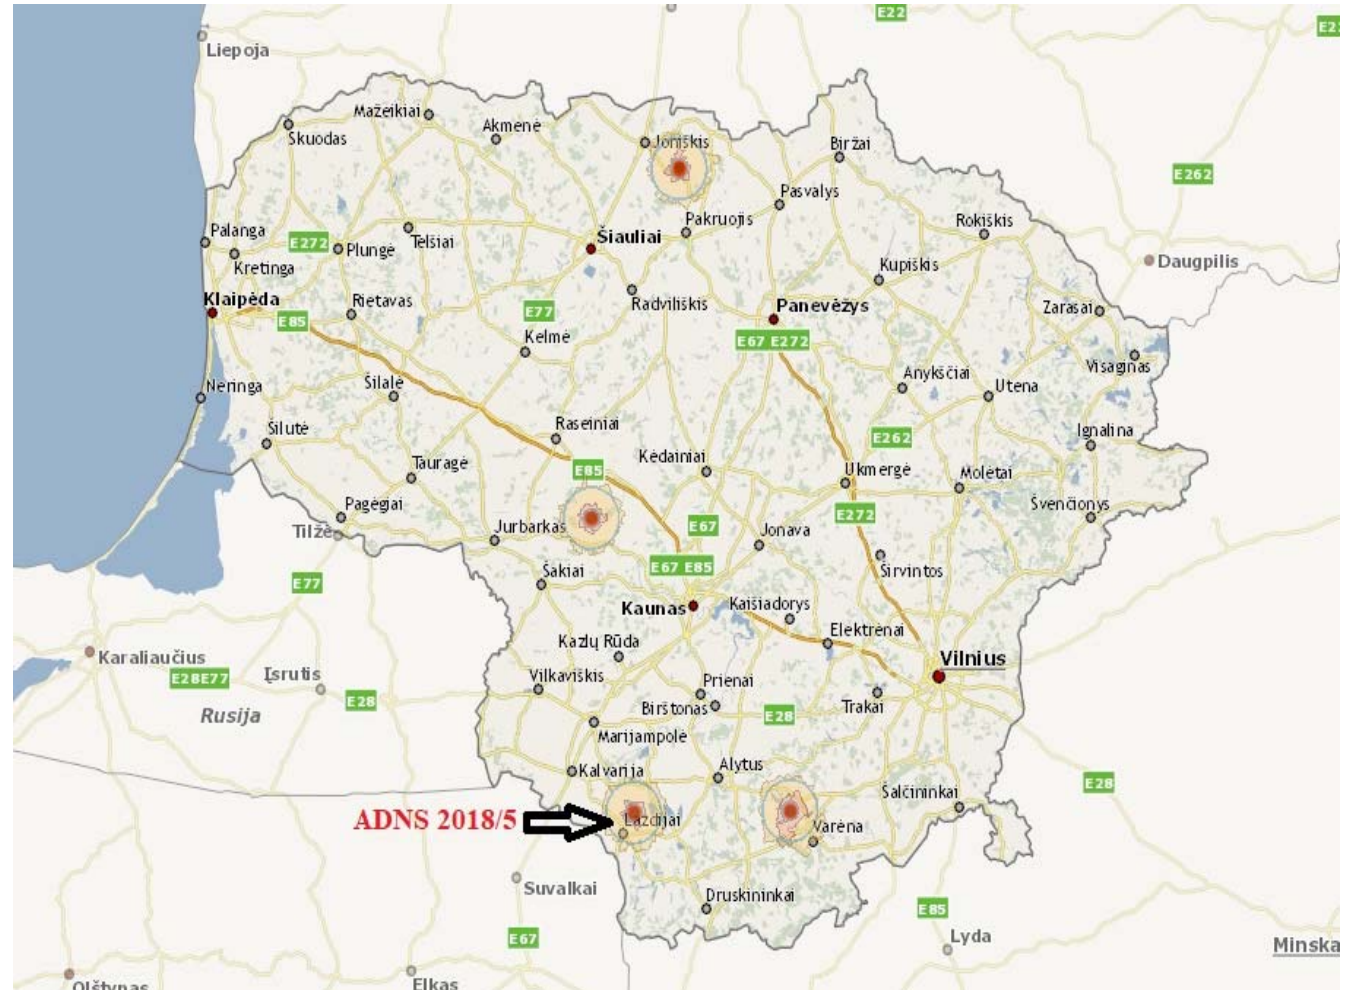 E22
E2
Liepoja
Mažeikiai
Skuodas
Akmenė
Joniškis
Biržai
E262
Pasvalys
Palanga
E272
Plungė
Telšiai
Šiauliai
Pakruojis
Rokiškis
Kretinga
Kupiškis
Daugpilis
Klaipėda
E85
Rietavas
E77
Radviliškis
Panevėžys
Zarasai
Kelmė
E67 E272
Visaginas
Neringa
Šilalė
Anykščiai
Utena
Šilutė
Raseiniai
E262
Ignalina
Tauragė
E85
Kėdainiai
Ukmergė
Molėtai
Pagėgiai
Švenčionys
Tilžė
Jurbarkas
E67
Jonava
E272
E77
Šakiai
E67 E85
Širvintos
Kaunas
Kaišiadorys
Elektrėnai
Karaliaučius
Kazlų Rūda
Vilnius
E28E77
Įsrutis
E28
Vilkaviškis
Prienai
Birštonas
E28
Trakai
Rusija
Marijampolė
Kalvarija
Alytus
E28
Šalčininkai
ADNS 2018/5
Lazdijai
Varėna
Suvalkai
Druskininkai
E85
E67
Lyda
Minska
Olštynas
Elkas